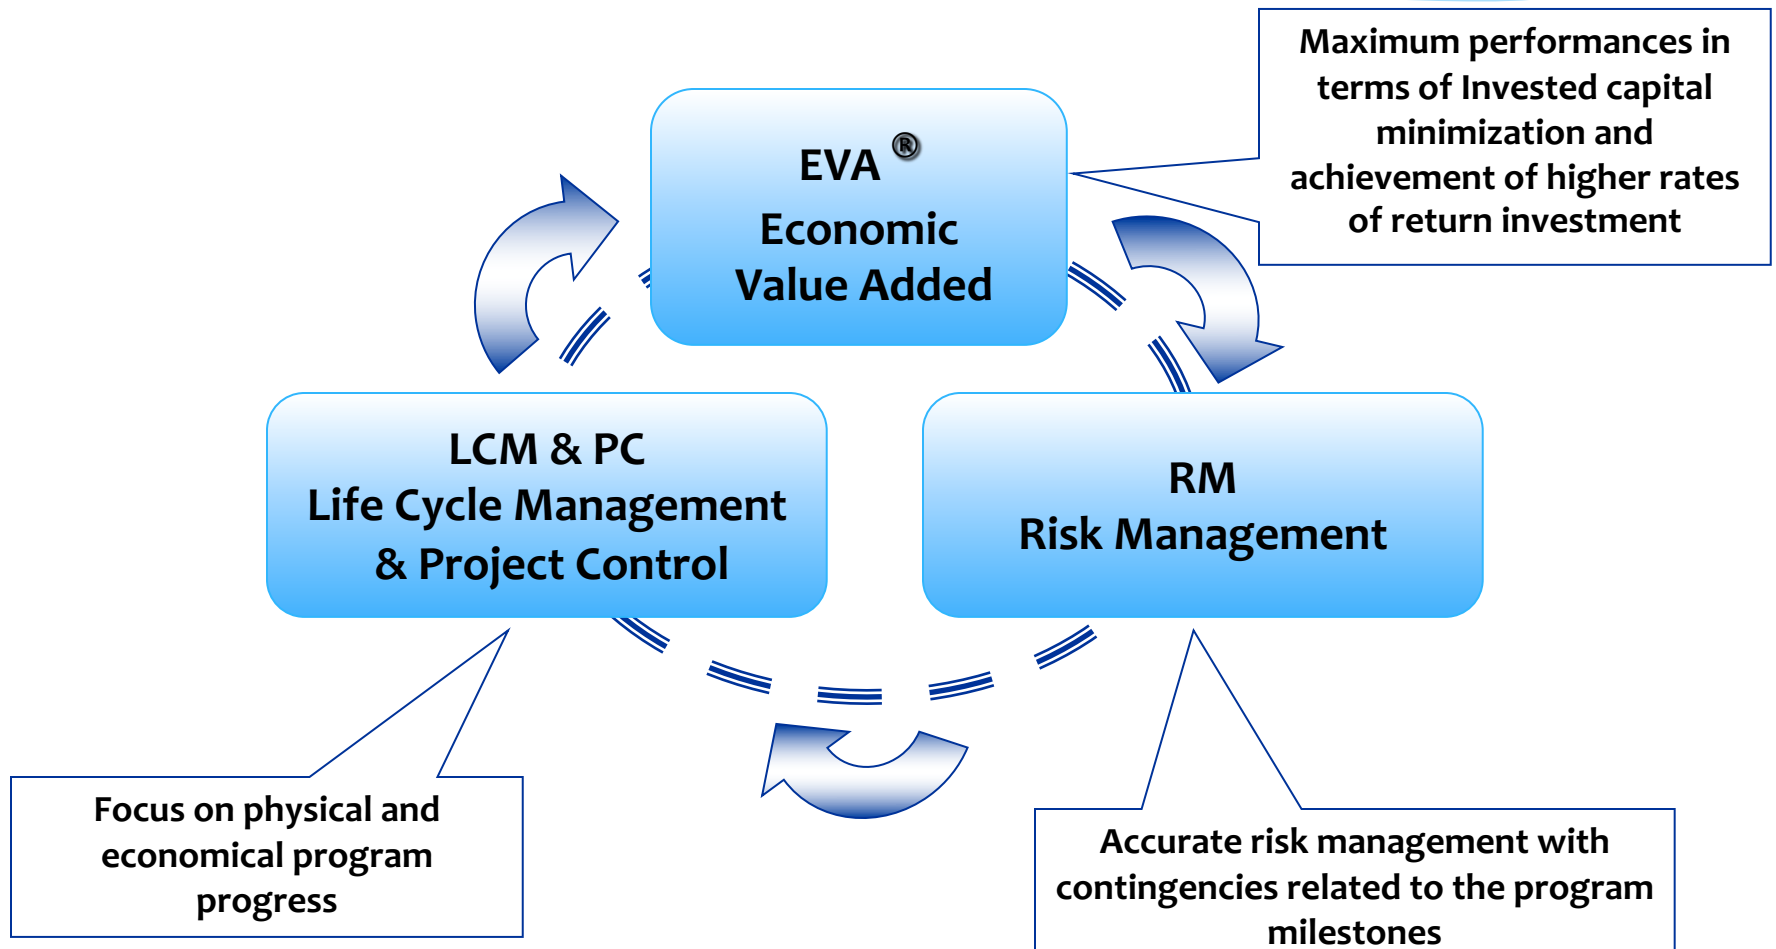 Maximum performances in
terms of Invested capital
minimization and
achievement of higher rates
of return investment
EVA ®
Economic
Value Added
LCM & PC
Life Cycle Management
& Project Control
RM
Risk Management
Focus on physical and
economical program
progress
Accurate risk management with
contingencies related to the program
milestones